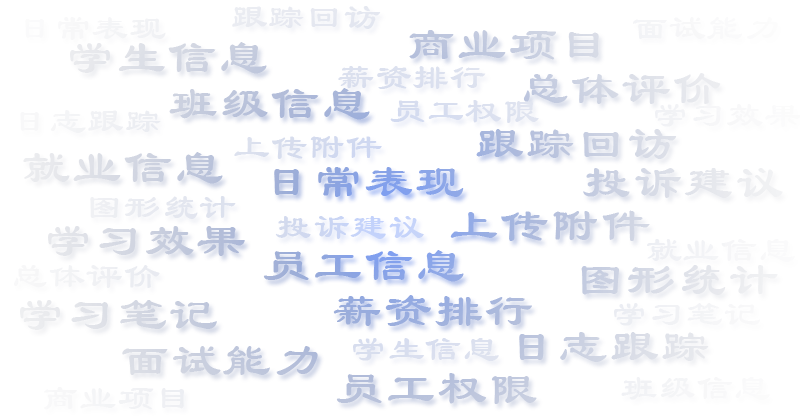 跟踪回访
日常表现
面试能力
商业项目
学生信息
薪资排行
总体评价
班级信息
员工权限
学习效果
日志跟踪
上传附件
跟踪回访
就业信息
日常表现
投诉建议
图形统计
投诉建议
上传附件
学习效果
就业信息
员工信息
总体评价
图形统计
学习笔记
薪资排行
学习笔记
面试能力
学生信息
日志跟踪
员工权限
班级信息
商业项目